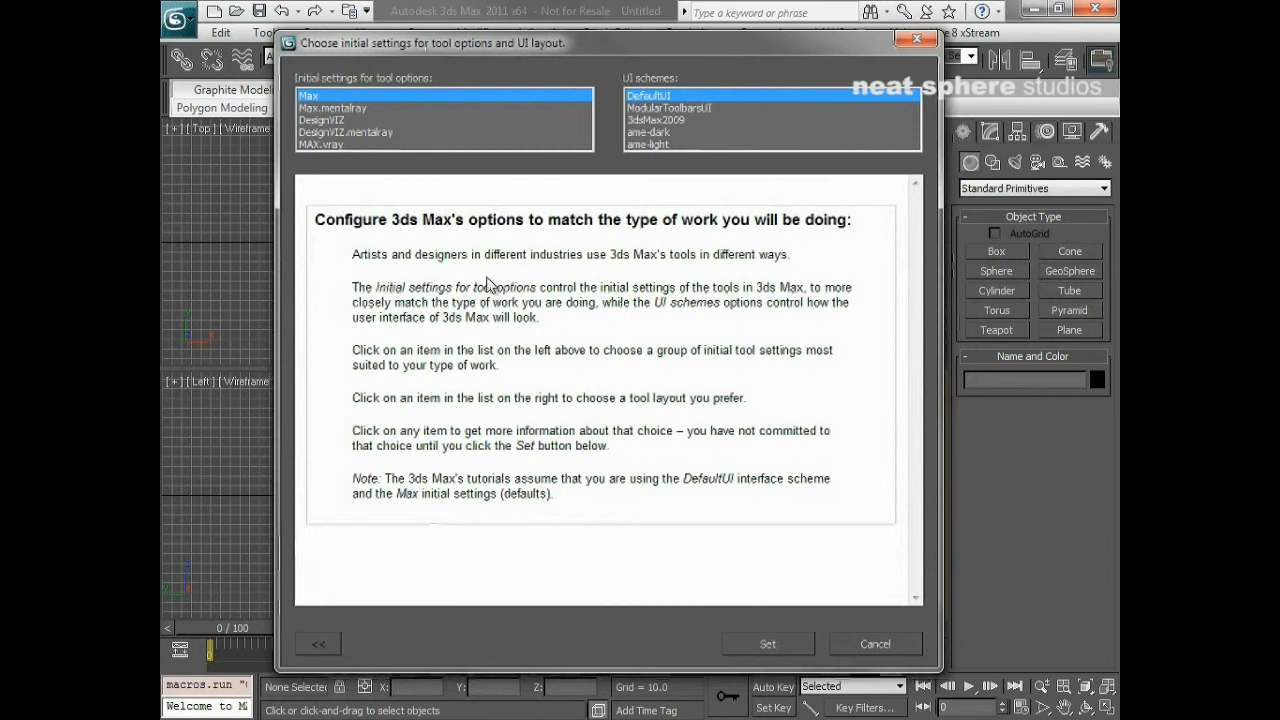 Autodesk 3ds Max 2011 x64 - Not for Resale Untitled
Type a keyword or phrase
Edit
8 xStream
Choose initial settings for tool options and UI layout.
neat sphere studios
Initial settings for tool options:
UI schemes:
Max
Max.mentalray
DesignVIZ
DesignVIZ.mentalray
MAX.vray
DefaultUI
ModularToolbarsUI
3dsMax2009
ame-dark
ame-light
Polygon Modeling
[ + ] [ Top ] [ Wireframe
[ + ] [ Left ] [ Wireframe
Configure 3ds Max's options to match the type of work you will be doing:
Artists and designers in different industries use 3ds Max's tools in different ways.
The Initial settings for tool options control the initial settings of the tools in 3ds Max, to more
closely match the type of work you are doing, while the UI schemes options control how the
user interface of 3ds Max will look.
Click on an item in the list on the left above to choose a group of initial tool settings most
suited to your type of work.
Click on an item in the list on the right to choose a tool layout you prefer.
Click on any item to get more information about that choice – you have not committed to
that choice until you click the Set button below.
Note: The 3ds Max's tutorials assume that you are using the DefaultUI interface scheme
and the Max initial settings (defaults).
<<
Set
Cancel
Standard Primitives
Object Type
AutoGrid
Box
Cone
Sphere
GeoSphere
Cylinder
Tube
Torus
Pyramid
Teapot
Plane
Name and Color
< 0 / 100
0
macros.run "
Welcome to M
None Selected
X:
Y:
Z:
Grid = 10.0
Auto Key
Selected
Click or click-and-drag to select objects
Add Time Tag
Set Key
Key Filters...
0